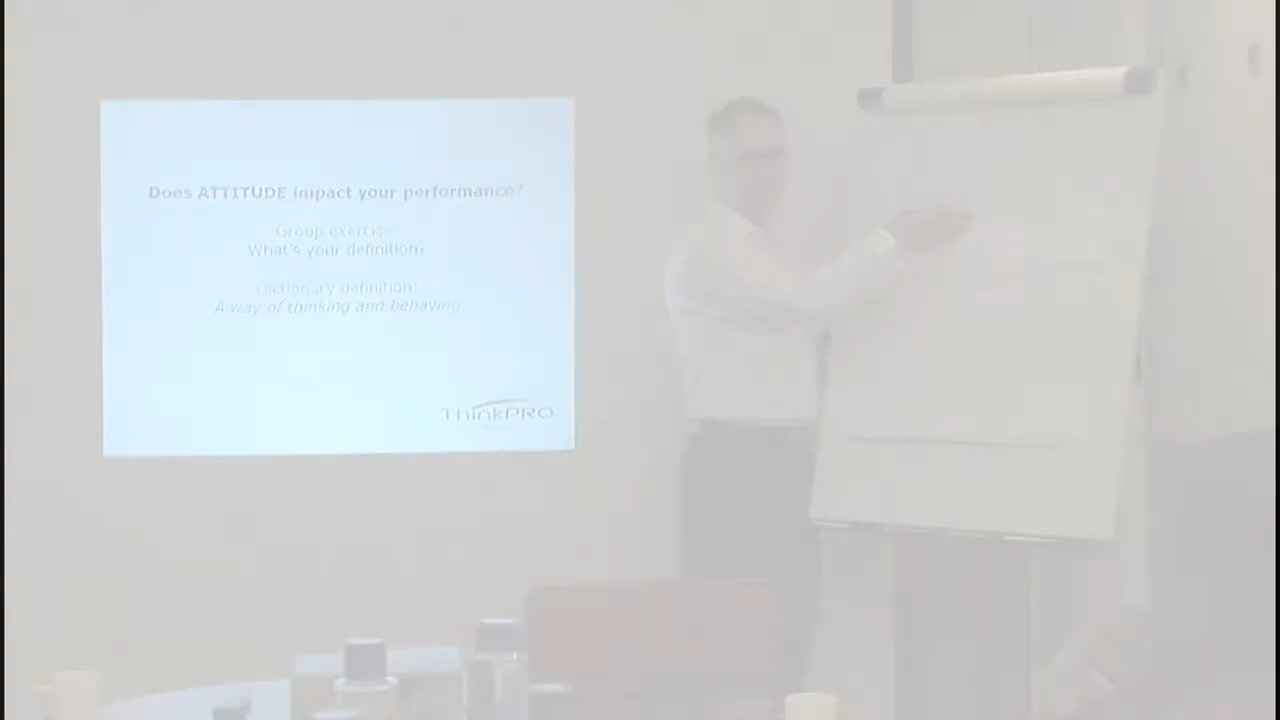 Does ATTITUDE impact your performance?
Group exercise:
What's your definition?
Dictionary definition:
A way of thinking and behaving
ThinkPRO